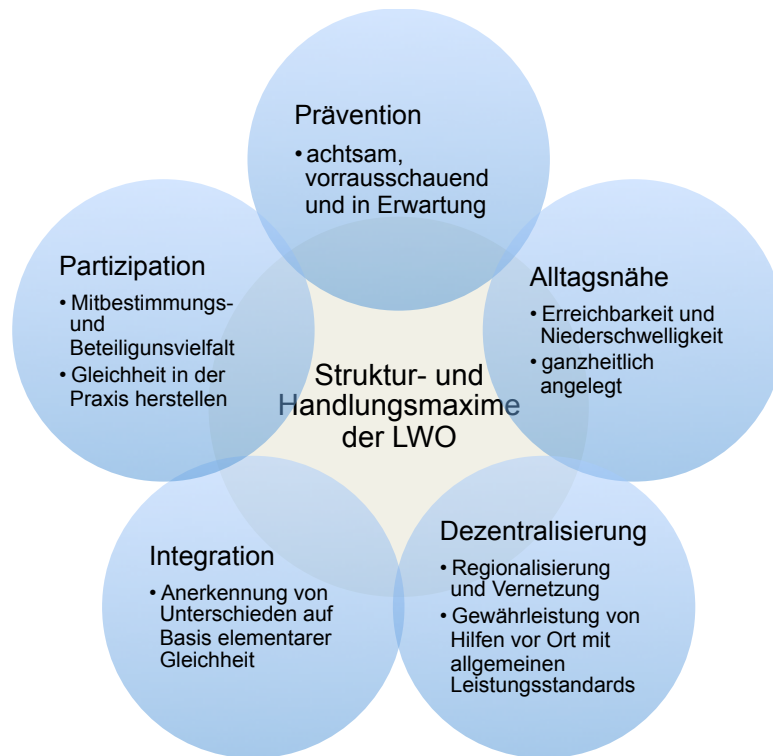 Prävention
• achtsam,
vorrausschauend
und in Erwartung
Partizipation
• Mitbestimmungs-
und
Beteiligunsvielfalt
• Gleichheit in der
Praxis herstellen
Alltagsnähe
• Erreichbarkeit und
Niederschwelligkeit
• ganzheitlich
angelegt
Struktur- und
Handlungsmaxime
der LWO
Integration
• Anerkennung von
Unterschieden auf
Basis elementarer
Gleichheit
Dezentralisierung
• Regionalisierung
und Vernetzung
• Gewährleistung von
Hilfen vor Ort mit
allgemeinen
Leistungsstandards